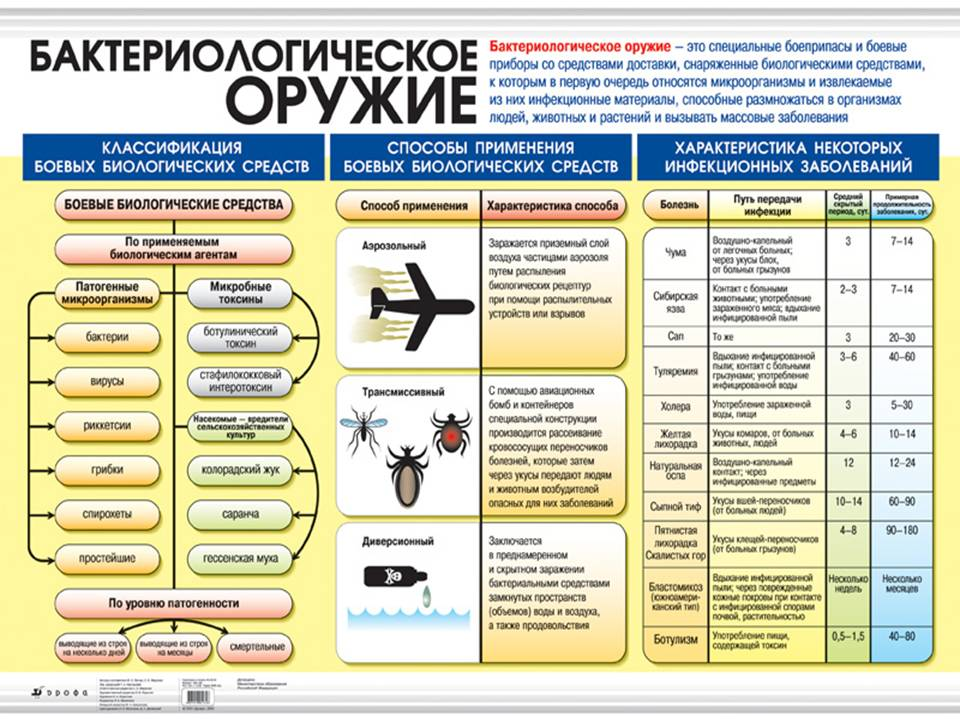 БАКТЕРИОЛОГИЧЕСКОЕ
ОРУЖИЕ
Бактериологическое оружие – это специальные боеприпасы и боевые
приборы со средствами доставки, снаряженные биологическими средствами,
к которым в первую очередь относятся микроорганизмы и извлекаемые
из них инфекционные материалы, способные размножаться в организмах
людей, животных и растений и вызывать массовые заболевания
КЛАССИФИКАЦИЯ
БОЕВЫХ БИОЛОГИЧЕСКИХ СРЕДСТВ
БОЕВЫЕ БИОЛОГИЧЕСКИЕ СРЕДСТВА
По применяемым
биологическим агентам
Патогенные
микроорганизмы
бактерии
вирусы
риккетсии
грибки
спирохеты
простейшие
Микробные
токсины
ботулинический
токсин
стафилококковый
интеротоксин
Насекомые – вредители
сельскохозяйственных
культур
колорадский жук
саранча
гессенская муха
По уровню патогенности
выводящие из строя
на несколько дней
выводящие из строя
на месяцы
смертельные
СПОСОБЫ ПРИМЕНЕНИЯ
БОЕВЫХ БИОЛОГИЧЕСКИХ СРЕДСТВ
Способ применения
Характеристика способа
Аэрозольный
Заражается приземный слой
воздуха частицами аэрозоля
путем распыления
биологических рецептур
при помощи распылительных
устройств или взрывов
Трансмиссивный
С помощью авиационных
бомб и контейнеров
специальной конструкции
производится рассеивание
кровососущих переносчиков
болезней, которые затем
через укусы передают людям
и животным возбудителей
опасных для них заболеваний
Диверсионный
Заключается
в преднамеренном
и скрытном заражении
бактериальными средствами
замкнутых пространств
(объемов) воды и воздуха,
а также продовольствия
ХАРАКТЕРИСТИКА НЕКОТОРЫХ
ИНФЕКЦИОННЫХ ЗАБОЛЕВАНИЙ
Болезнь
Путь передачи
инфекции
Средний
скрытый
период, сут.
Примерная
продолжительность
заболевания, сут.
Чума
Воздушно-капельный
от легочных больных;
через укусы блох,
от больных грызунов
3
7–14
Сибирская
язва
Контакт с больными
животными; употребление
зараженного мяса; вдыхание
инфицированной пыли
2–3
7–14
Сап
То же
3
20–30
Туляремия
Вдыхание инфицированной
пыли; контакт с больными
грызунами; употребление
инфицированной воды
3–6
40–60
Холера
Употребление зараженной
воды, пищи
3
5–30
Желтая
лихорадка
Укусы комаров, от больных
животных, людей
4–6
10–14
Натуральная
оспа
Воздушно-капельный
контакт; через
инфицированные предметы
12
12–24
Сыпной тиф
Укусы вшей-переносчиков
(от больных людей)
10–14
60–90
Пятнистая
лихорадка
Скалистых гор
Укусы клещей-переносчиков
(от больных грызунов)
4–8
90–180
Бластомикоз
(южноамери-
канский тип)
Вдыхание инфицированной
пыли; через поврежденные
кожные покровы при контакте
с инфицированной спорами
почвой, растительностью
Несколько
недель
Несколько
месяцев
Ботулизм
Употребление пищи,
содержащей токсин
0,5–1,5
40–80
дрофа